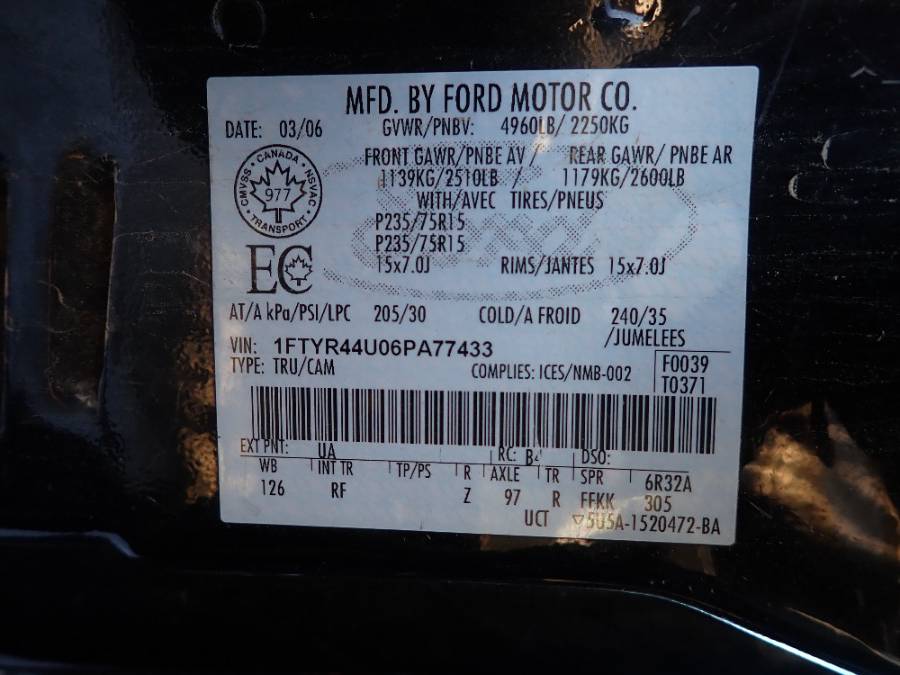 MFD. BY FORD MOTOR CO.
DATE: 03/06 GVWR/PNBV: 4960LB/ 2250KG
FRONT GAWR/PNBE AV / REAR GAWR/ PNBE AR
1139KG/2510LB / 1179KG/2600LB
WITH/AVEC TIRES/PNEUS
CANADA
CMVSS NSVAC
977
TRANSPORT
P235/75R15
P235/75R15
EC
15x7.0J RIMS/JANTES 15x7.0J
AT/A kPa/PSI/LPC 205/30 COLD/A FROID 240/35
/JUMELEES
VIN: 1FTYR44U06PA77433
TYPE: TRU/CAM COMPLIES: ICES/NMB-002
F0039
T0371
EXT PNT: UA RC: B4 DSO:
WB INT TR TP/PS R AXLE TR SPR 6R32A
126 RF Z 97 R FFKK 305
UCT ▽5U5A-1520472-BA